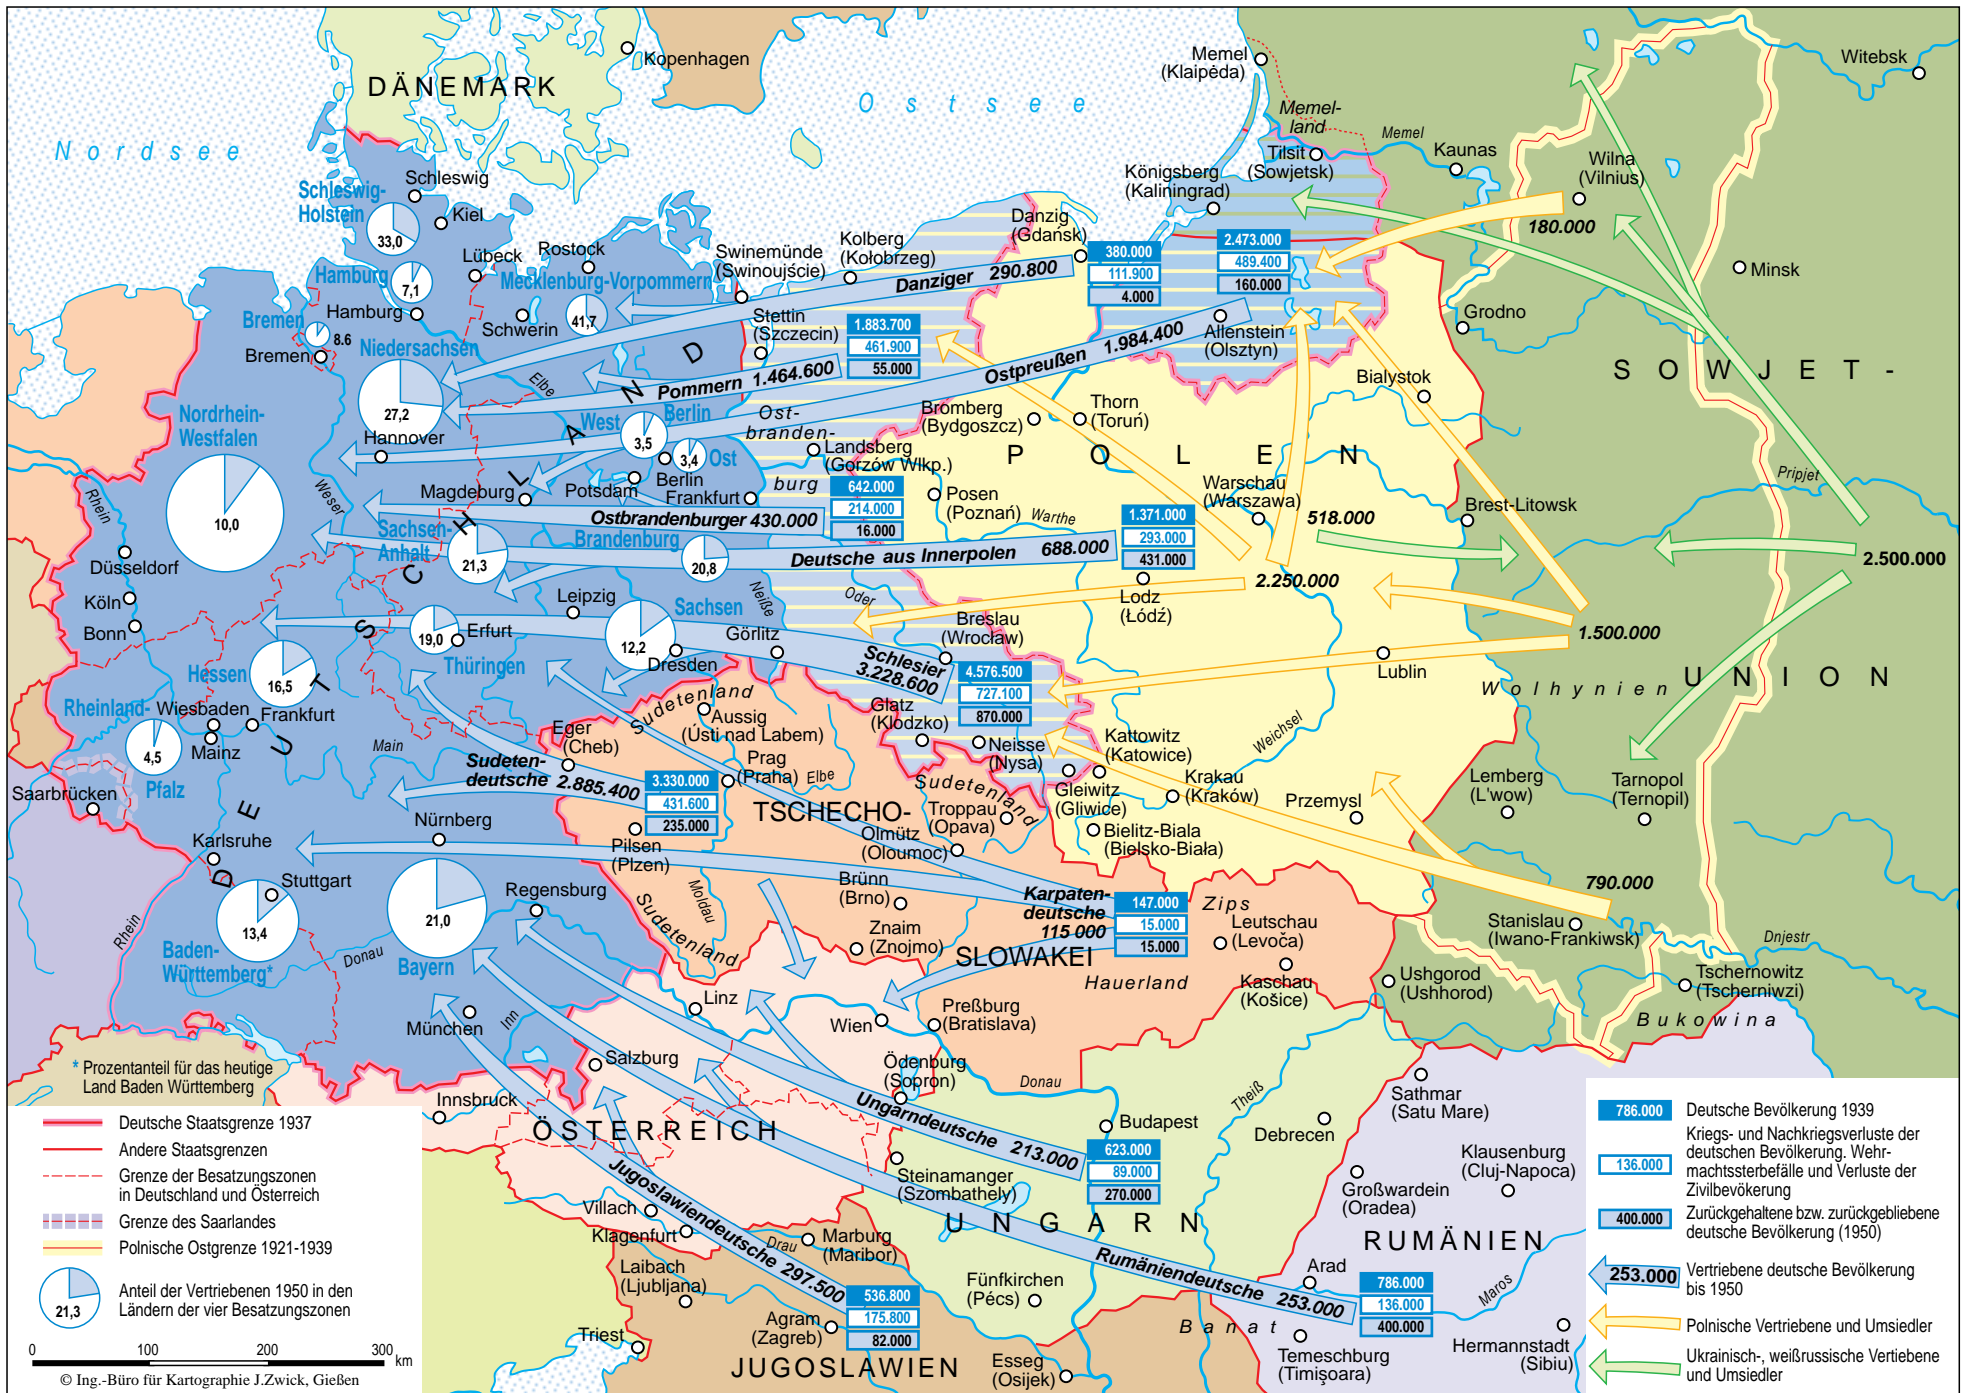 Nordsee
Ostsee
DÄNEMARK
Kopenhagen
Memel
(Klaipėda)
Memel-
land
Memel
Tilsit
(Sowjetsk)
Königsberg
(Kaliningrad)
Kaunas
Wilna
(Vilnius)
Witebsk
Minsk
180.000
Grodno
SOWJET-
UNION
Schleswig-
Holstein
33,0
Schleswig
Kiel
Hamburg
7,1
Hamburg
Lübeck
Rostock
Mecklenburg-Vorpommern
41,7
Schwerin
Bremen
8.6
Bremen
Niedersachsen
27,2
Hannover
Nordrhein-
Westfalen
10,0
Elbe
Weser
Rhein
Düsseldorf
Köln
Bonn
DEUTSCHLAND
Swinemünde
(Swinoujście)
Kolberg
(Kołobrzeg)
Danzig
(Gdańsk)
Danziger 290.800
380.000
111.900
4.000
2.473.000
489.400
160.000
Allenstein
(Olsztyn)
Ostpreußen 1.984.400
Stettin
(Szczecin)
1.883.700
461.900
55.000
Pommern 1.464.600
West
Berlin
3,5
3,4
Ost
Berlin
Potsdam
Frankfurt
Magdeburg
Ost-
branden-
burg
Landsberg
(Gorzów Wlkp.)
642.000
214.000
16.000
Ostbrandenburger 430.000
Bromberg
(Bydgoszcz)
Thorn
(Toruń)
Bialystok
POLEN
Posen
(Poznań)
Warthe
Warschau
(Warszawa)
518.000
Brest-Litowsk
Pripjet
2.500.000
1.371.000
293.000
431.000
Deutsche aus Innerpolen 688.000
2.250.000
Lodz
(Łódź)
1.500.000
Lublin
Wolhynien
Sachsen-
Anhalt
21,3
Brandenburg
20,8
Leipzig
Neiße
Oder
Sachsen
12,2
Dresden
Görlitz
Breslau
(Wrocław)
19,0
Erfurt
Thüringen
Schlesier
3.228.600
4.576.500
727.100
870.000
Glatz
(Klodzko)
Neisse
(Nysa)
Kattowitz
(Katowice)
Gleiwitz
(Gliwice)
Krakau
(Kraków)
Weichsel
Przemysl
Lemberg
(L'wow)
Tarnopol
(Ternopil)
Bielitz-Biala
(Bielsko-Biała)
Hessen
16,5
Rheinland-
4,5
Pfalz
Wiesbaden
Mainz
Frankfurt
Main
Saarbrücken
Karlsruhe
Nürnberg
Stuttgart
Sudetenland
Aussig
(Ústi nad Labem)
Eger
(Cheb)
Prag
(Praha)
Elbe
Sudeten-
deutsche 2.885.400
3.330.000
431.600
235.000
Pilsen
(Plzen)
TSCHECHO-
SLOWAKEI
Sudetenland
Troppau
(Opava)
Olmütz
(Oloumoc)
Brünn
(Brno)
Moldau
Sudetenland
Znaim
(Znojmo)
Karpaten-
deutsche
115 000
147.000
15.000
15.000
Zips
Leutschau
(Levoča)
Kaschau
(Košice)
Hauerland
790.000
Stanislau
(Iwano-Frankiwsk)
Dnjestr
Ushgorod
(Ushhorod)
Tschernowitz
(Tscherniwzi)
Bukowina
Rhein
13,4
Baden-
Württemberg*
Donau
21,0
Bayern
Regensburg
München
Inn
Linz
Wien
Preßburg
(Bratislava)
Salzburg
Ödenburg
(Sopron)
Donau
Theiß
Innsbruck
ÖSTERREICH
Ungarndeutsche 213.000
623.000
89.000
270.000
Budapest
Debrecen
Sathmar
(Satu Mare)
Klausenburg
(Cluj-Napoca)
Großwardein
(Oradea)
Steinamanger
(Szombathely)
UNGARN
RUMÄNIEN
Villach
Klagenfurt
Jugoslawiendeutsche 297.500
Drau
Marburg
(Maribor)
Laibach
(Ljubljana)
536.800
175.800
82.000
Agram
(Zagreb)
Triest
JUGOSLAWIEN
Fünfkirchen
(Pécs)
Esseg
(Osijek)
Rumäniendeutsche 253.000
786.000
136.000
400.000
Arad
Maros
Banat
Temeschburg
(Timişoara)
Hermannstadt
(Sibiu)
* Prozentanteil für das heutige
Land Baden Württemberg
Deutsche Staatsgrenze 1937
Andere Staatsgrenzen
Grenze der Besatzungszonen
in Deutschland und Österreich
Grenze des Saarlandes
Polnische Ostgrenze 1921-1939
21,3
Anteil der Vertriebenen 1950 in den
Ländern der vier Besatzungszonen
0 100 200 300 km
© Ing.-Büro für Kartographie J.Zwick, Gießen
786.000
Deutsche Bevölkerung 1939
136.000
Kriegs- und Nachkriegsverluste der
deutschen Bevölkerung. Wehr-
machtssterbefälle und Verluste der
Zivilbevökerung
400.000
Zurückgehaltene bzw. zurückgebliebene
deutsche Bevölkerung (1950)
253.000
Vertriebene deutsche Bevölkerung
bis 1950
Polnische Vertriebene und Umsiedler
Ukrainisch-, weißrussische Vertriebene
und Umsiedler